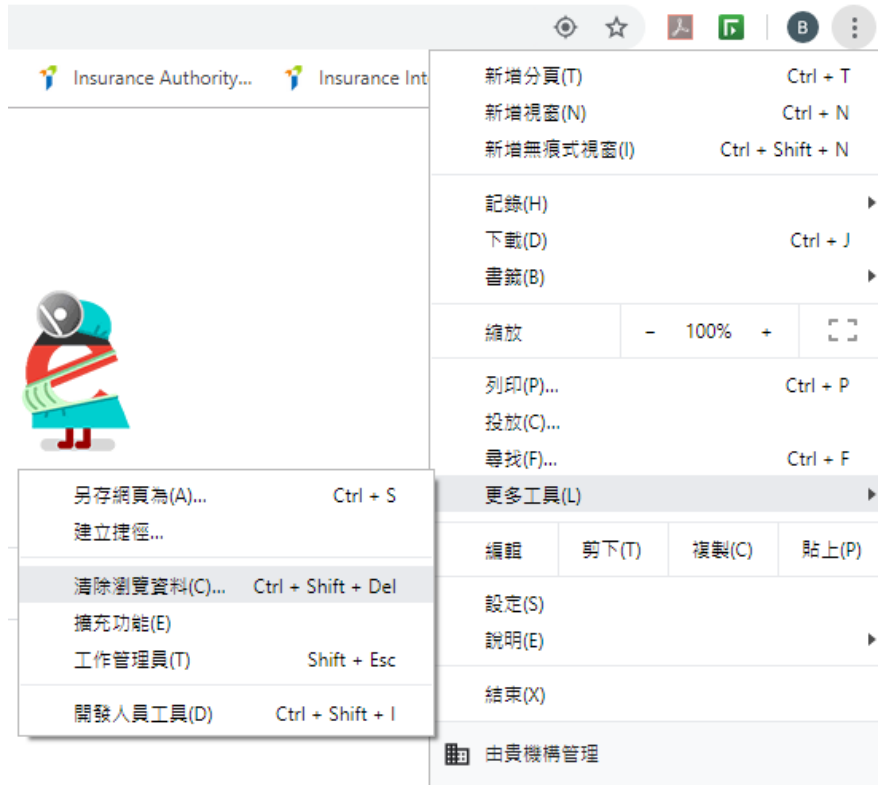 B
Insurance Authority...
Insurance Int
新增分頁(T) Ctrl + T
新增視窗(N) Ctrl + N
新增無痕式視窗(I) Ctrl + Shift + N
記錄(H)
下載(D) Ctrl + J
書籤(B)
縮放 - 100% +
列印(P)... Ctrl + P
投放(C)...
尋找(F)... Ctrl + F
更多工具(L)
另存網頁為(A)... Ctrl + S
建立捷徑...
清除瀏覽資料(C)... Ctrl + Shift + Del
擴充功能(E)
工作管理員(T) Shift + Esc
開發人員工具(D) Ctrl + Shift + I
編輯 剪下(T) 複製(C) 貼上(P)
設定(S)
說明(E)
結束(X)
由貴機構管理